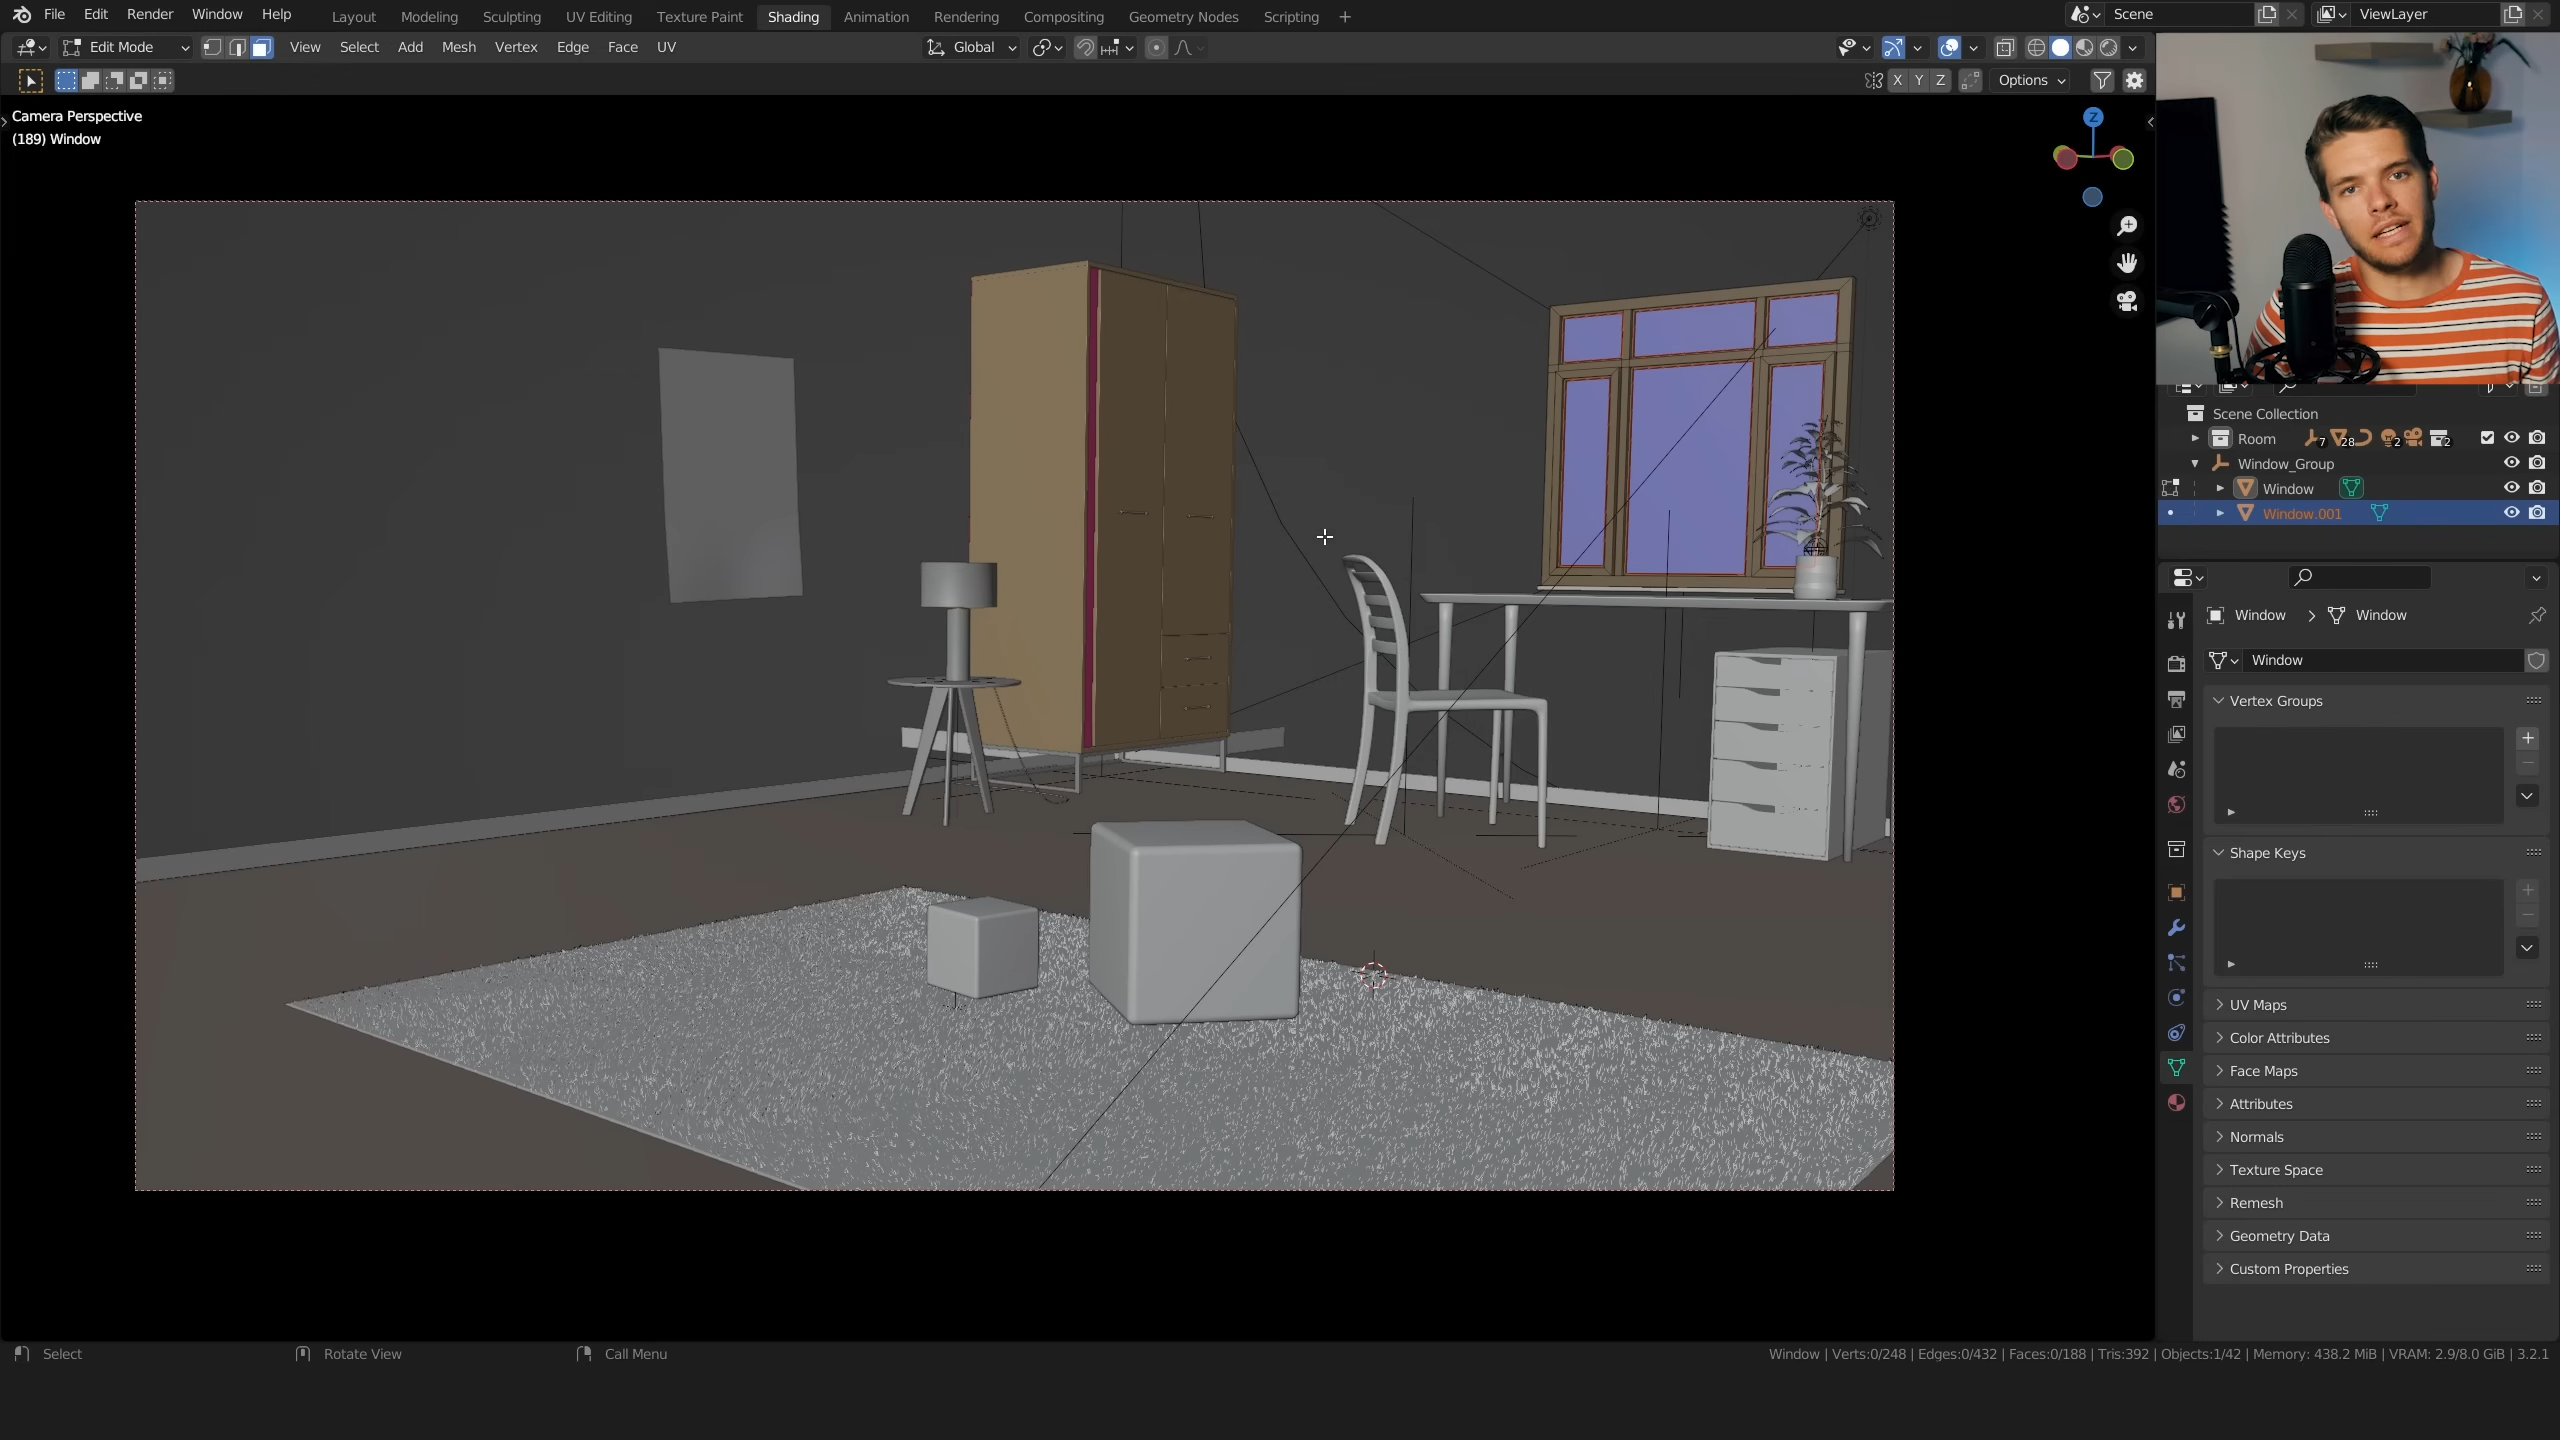 File Edit Render Window Help Layout Modeling Sculpting UV Editing Texture Paint Shading Animation Rendering Compositing Geometry Nodes Scripting + Scene ViewLayer
Edit Mode View Select Add Mesh Vertex Edge Face UV Global
X Y Z Options
Camera Perspective
(189) Window
Z
Scene Collection
Room 7 28 2 2
Window_Group
Window
Window.001
Window > Window
Window
Vertex Groups
Shape Keys
UV Maps
Color Attributes
Face Maps
Attributes
Normals
Texture Space
Remesh
Geometry Data
Custom Properties
Select Rotate View Call Menu Window | Verts:0/248 | Edges:0/432 | Faces:0/188 | Tris:392 | Objects:1/42 | Memory: 438.2 MiB | VRAM: 2.9/8.0 GiB | 3.2.1